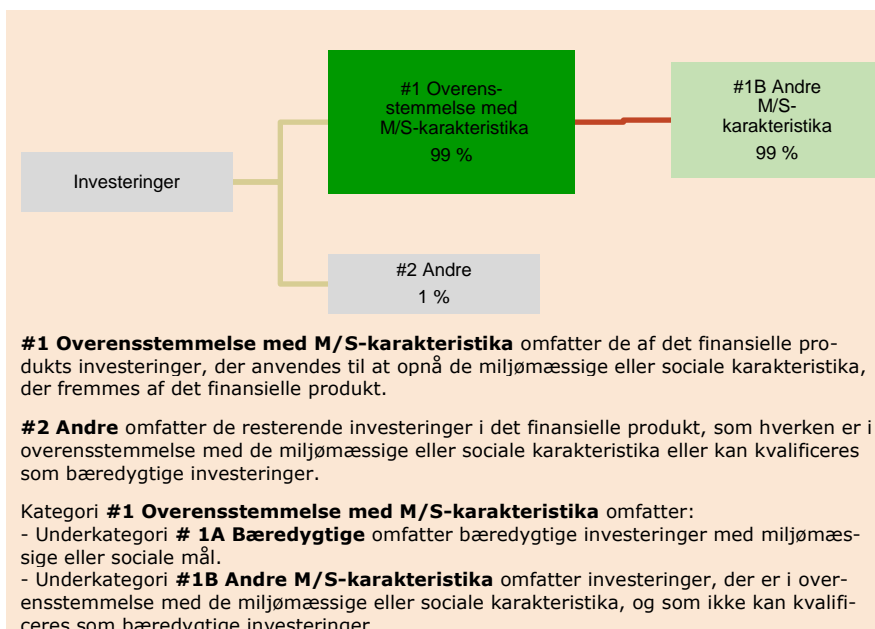 #1 Overens-
stemmelse med
M/S-karakteristika
99 %
#1B Andre
M/S-
karakteristika
99 %
Investeringer
#2 Andre
1 %
#1 Overensstemmelse med M/S-karakteristika omfatter de af det finansielle pro-
dukts investeringer, der anvendes til at opnå de miljømæssige eller sociale karakteristika,
der fremmes af det finansielle produkt.
#2 Andre omfatter de resterende investeringer i det finansielle produkt, som hverken er i
overensstemmelse med de miljømæssige eller sociale karakteristika eller kan kvalificeres
som bæredygtige investeringer.
Kategori #1 Overensstemmelse med M/S-karakteristika omfatter:
- Underkategori # 1A Bæredygtige omfatter bæredygtige investeringer med miljømæs-
sige eller sociale mål.
- Underkategori #1B Andre M/S-karakteristika omfatter investeringer, der er i over-
ensstemmelse med de miljømæssige eller sociale karakteristika, og som ikke kan kvalifi-
ceres som bæredygtige investeringer